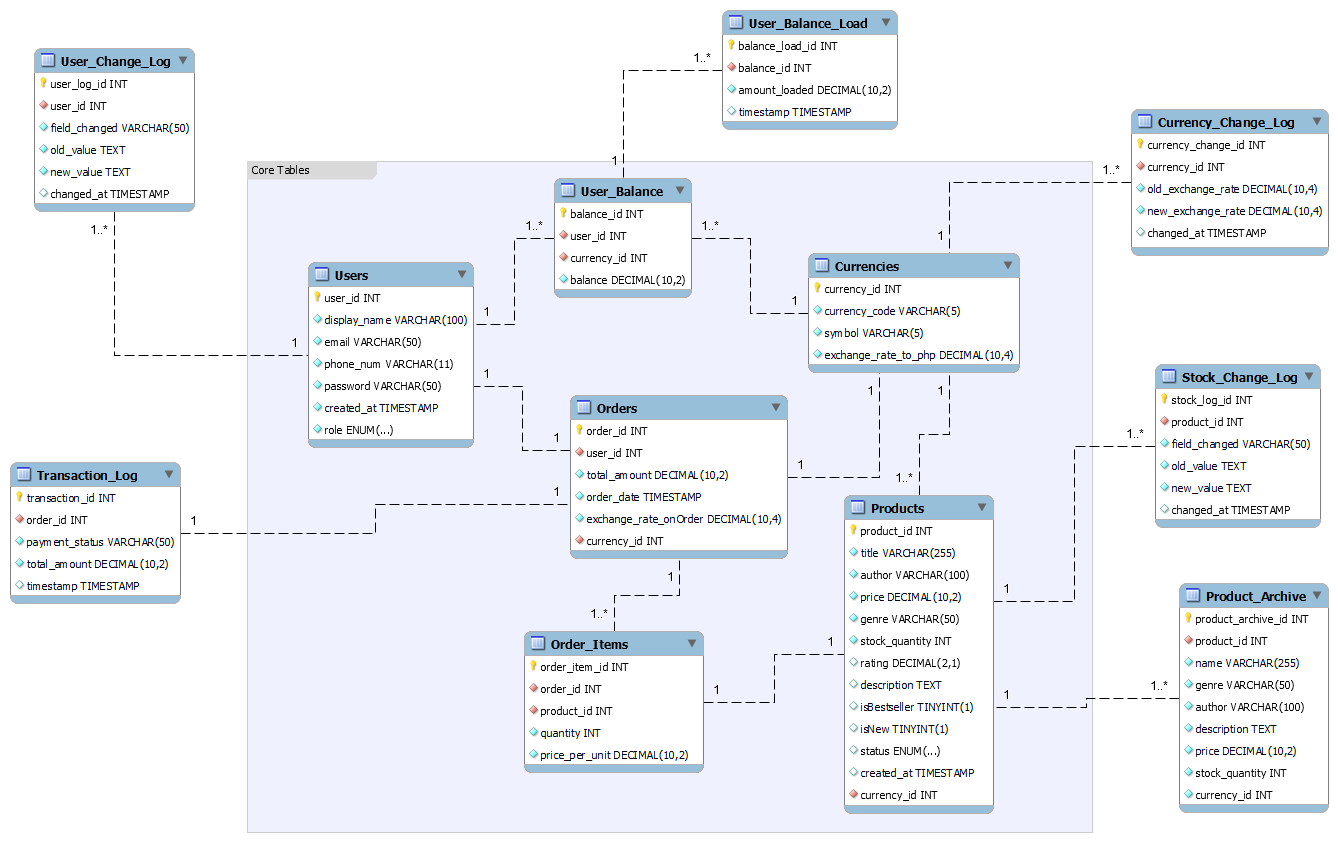 User_Balance_Load
balance_load_id INT
balance_id INT
amount_loaded DECIMAL(10,2)
timestamp TIMESTAMP
1..*
1
User_Change_Log
user_log_id INT
user_id INT
field_changed VARCHAR(50)
old_value TEXT
new_value TEXT
changed_at TIMESTAMP
1..*
1
Currency_Change_Log
currency_change_id INT
currency_id INT
old_exchange_rate DECIMAL(10,4)
new_exchange_rate DECIMAL(10,4)
changed_at TIMESTAMP
1..*
1
Core Tables
User_Balance
balance_id INT
user_id INT
currency_id INT
balance DECIMAL(10,2)
1..*
1..*
1
1
Users
user_id INT
display_name VARCHAR(100)
email VARCHAR(50)
phone_num VARCHAR(11)
password VARCHAR(50)
created_at TIMESTAMP
role ENUM(...)
1
1
Currencies
currency_id INT
currency_code VARCHAR(5)
symbol VARCHAR(5)
exchange_rate_to_php DECIMAL(10,4)
1
1
1
1..*
Orders
order_id INT
user_id INT
total_amount DECIMAL(10,2)
order_date TIMESTAMP
exchange_rate_onOrder DECIMAL(10,4)
currency_id INT
1
1
1
1..*
Stock_Change_Log
stock_log_id INT
product_id INT
field_changed VARCHAR(50)
old_value TEXT
new_value TEXT
changed_at TIMESTAMP
1..*
1
Transaction_Log
transaction_id INT
order_id INT
payment_status VARCHAR(50)
total_amount DECIMAL(10,2)
timestamp TIMESTAMP
Products
product_id INT
title VARCHAR(255)
author VARCHAR(100)
price DECIMAL(10,2)
genre VARCHAR(50)
stock_quantity INT
rating DECIMAL(2,1)
description TEXT
isBestseller TINYINT(1)
isNew TINYINT(1)
status ENUM(...)
created_at TIMESTAMP
currency_id INT
1
1
Order_Items
order_item_id INT
order_id INT
product_id INT
quantity INT
price_per_unit DECIMAL(10,2)
1
1..*
Product_Archive
product_archive_id INT
product_id INT
name VARCHAR(255)
genre VARCHAR(50)
author VARCHAR(100)
description TEXT
price DECIMAL(10,2)
stock_quantity INT
currency_id INT